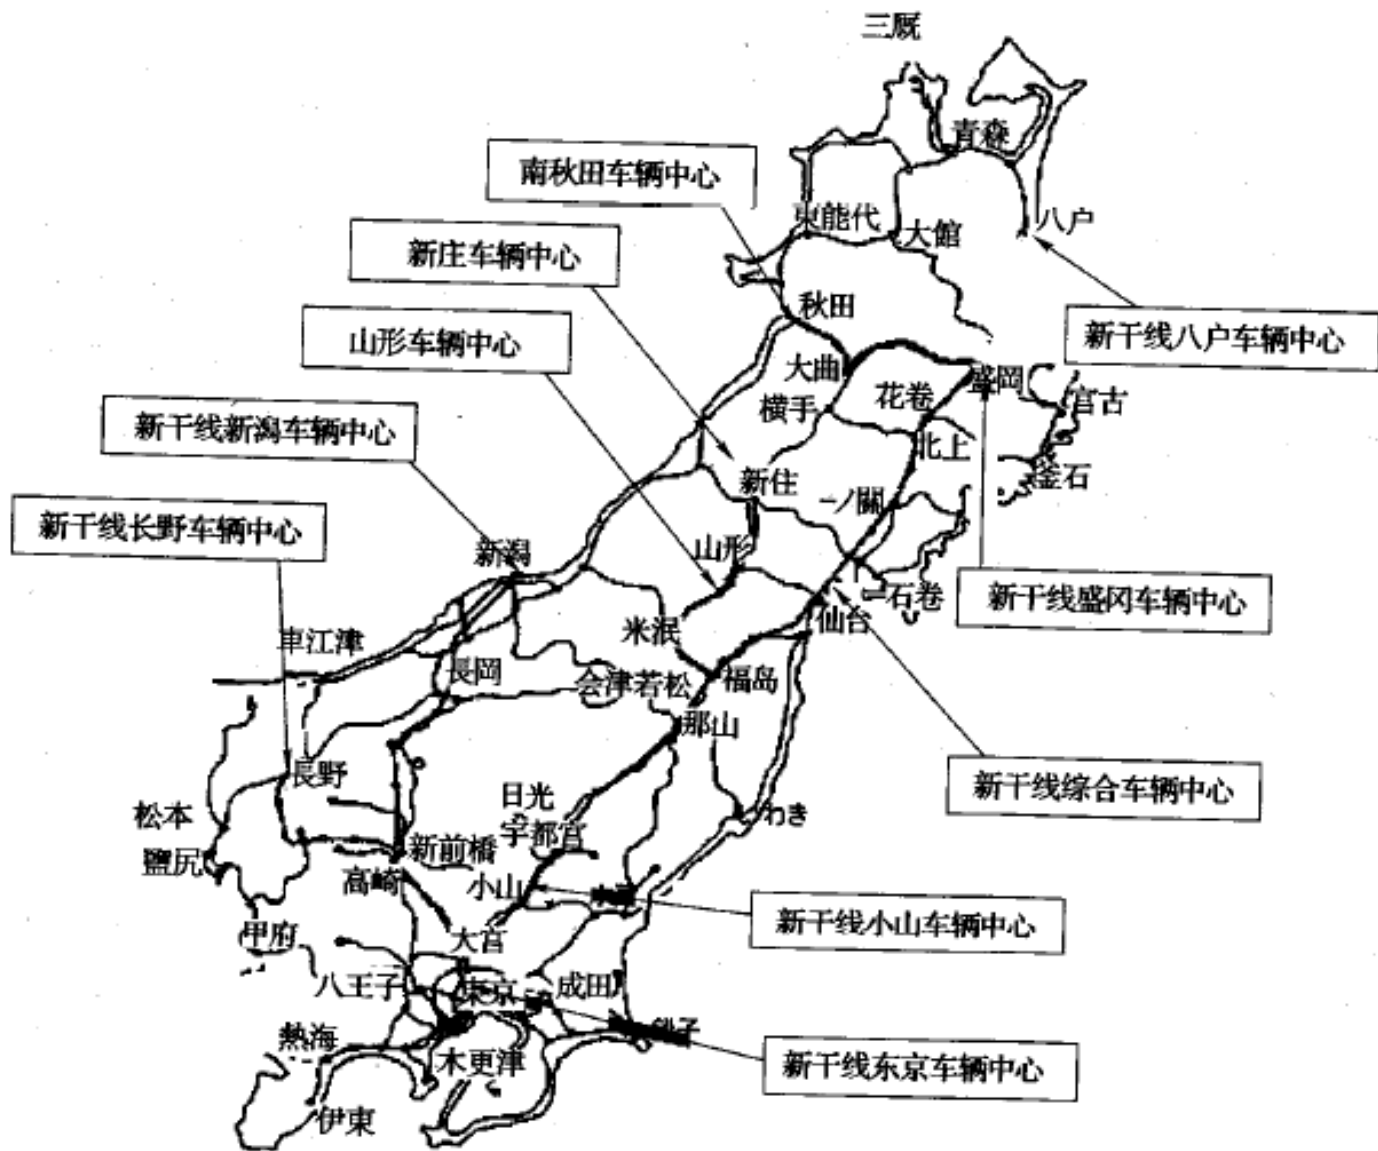 三厩
青森
南秋田车辆中心
東能代
大館
八户
新庄车辆中心
秋田
新干线八户车辆中心
山形车辆中心
大曲
盛岡
花卷
官古
横手
新干线新潟车辆中心
北上
新住
釜石
一ノ關
新干线长野车辆中心
新潟
山形
石卷
新干线盛冈车辆中心
仙台
米泯
車江津
長岡
会津若松
福岛
那山
長野
新干线综合车辆中心
日光
松本
わき
宇都宫
新前橋
鹽尻
高崎
小山
新干线小山车辆中心
甲府
大宫
八王子
東京
成田
熱海
木更津
新干线东京车辆中心
伊東